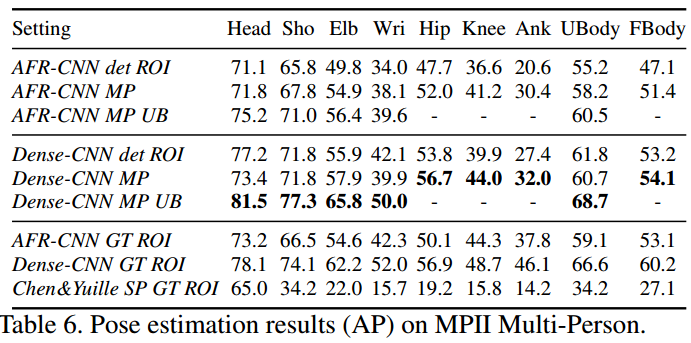 Setting Head Sho Elb Wri Hip Knee Ank UBody FBody
AFR-CNN det ROI 71.1 65.8 49.8 34.0 47.7 36.6 20.6 55.2 47.1
AFR-CNN MP 71.8 67.8 54.9 38.1 52.0 41.2 30.4 58.2 51.4
AFR-CNN MP UB 75.2 71.0 56.4 39.6 - - - 60.5 -
Dense-CNN det ROI 77.2 71.8 55.9 42.1 53.8 39.9 27.4 61.8 53.2
Dense-CNN MP 73.4 71.8 57.9 39.9 56.7 44.0 32.0 60.7 54.1
Dense-CNN MP UB 81.5 77.3 65.8 50.0 - - - 68.7 -
AFR-CNN GT ROI 73.2 66.5 54.6 42.3 50.1 44.3 37.8 59.1 53.1
Dense-CNN GT ROI 78.1 74.1 62.2 52.0 56.9 48.7 46.1 66.6 60.2
Chen&Yuille SP GT ROI 65.0 34.2 22.0 15.7 19.2 15.8 14.2 34.2 27.1
Table 6. Pose estimation results (AP) on MPII Multi-Person.